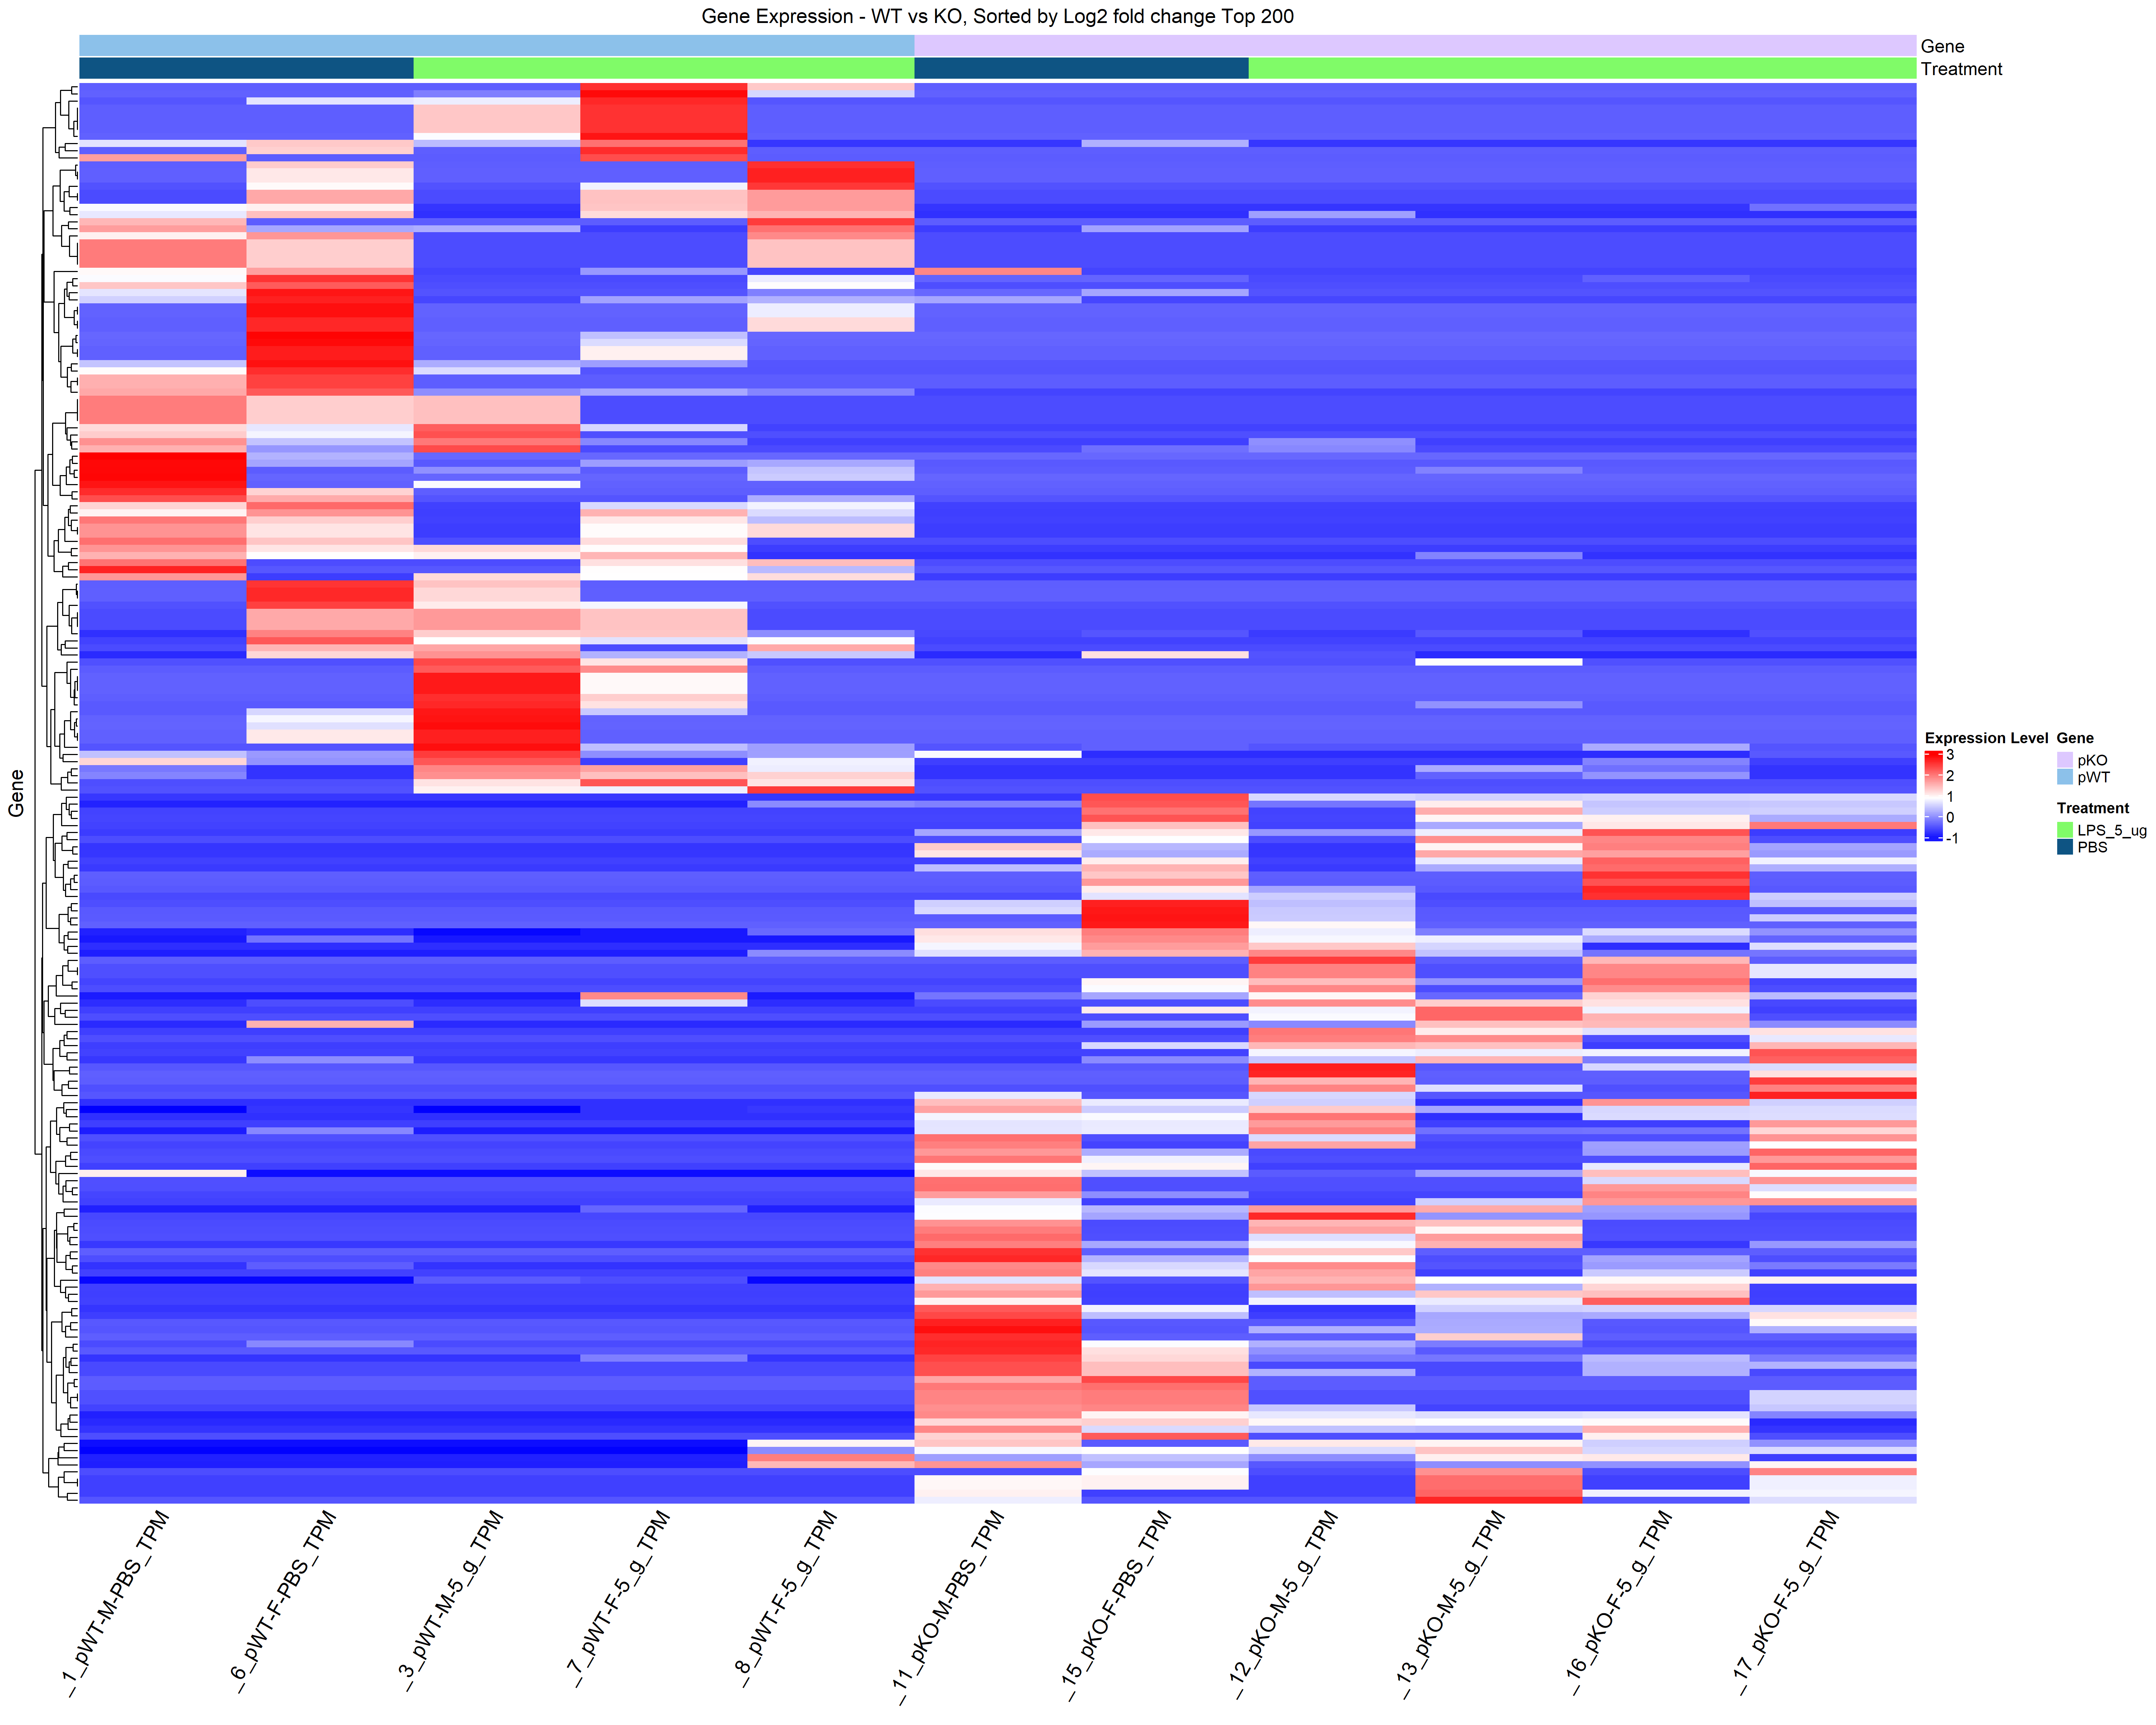 Gene Expression - WT vs KO, Sorted by Log2 fold change Top 200
Gene
Treatment
Gene
Expression Level
3
2
1
0
-1
Gene
pKO
pWT
Treatment
LPS_5_ug
PBS
_1_pWT-M-PBS_TPM
_6_pWT-F-PBS_TPM
_3_pWT-M-5_g_TPM
_7_pWT-F-5_g_TPM
_8_pWT-F-5_g_TPM
_11_pKO-M-PBS_TPM
_15_pKO-F-PBS_TPM
_12_pKO-M-5_g_TPM
_13_pKO-M-5_g_TPM
_16_pKO-F-5_g_TPM
_17_pKO-F-5_g_TPM